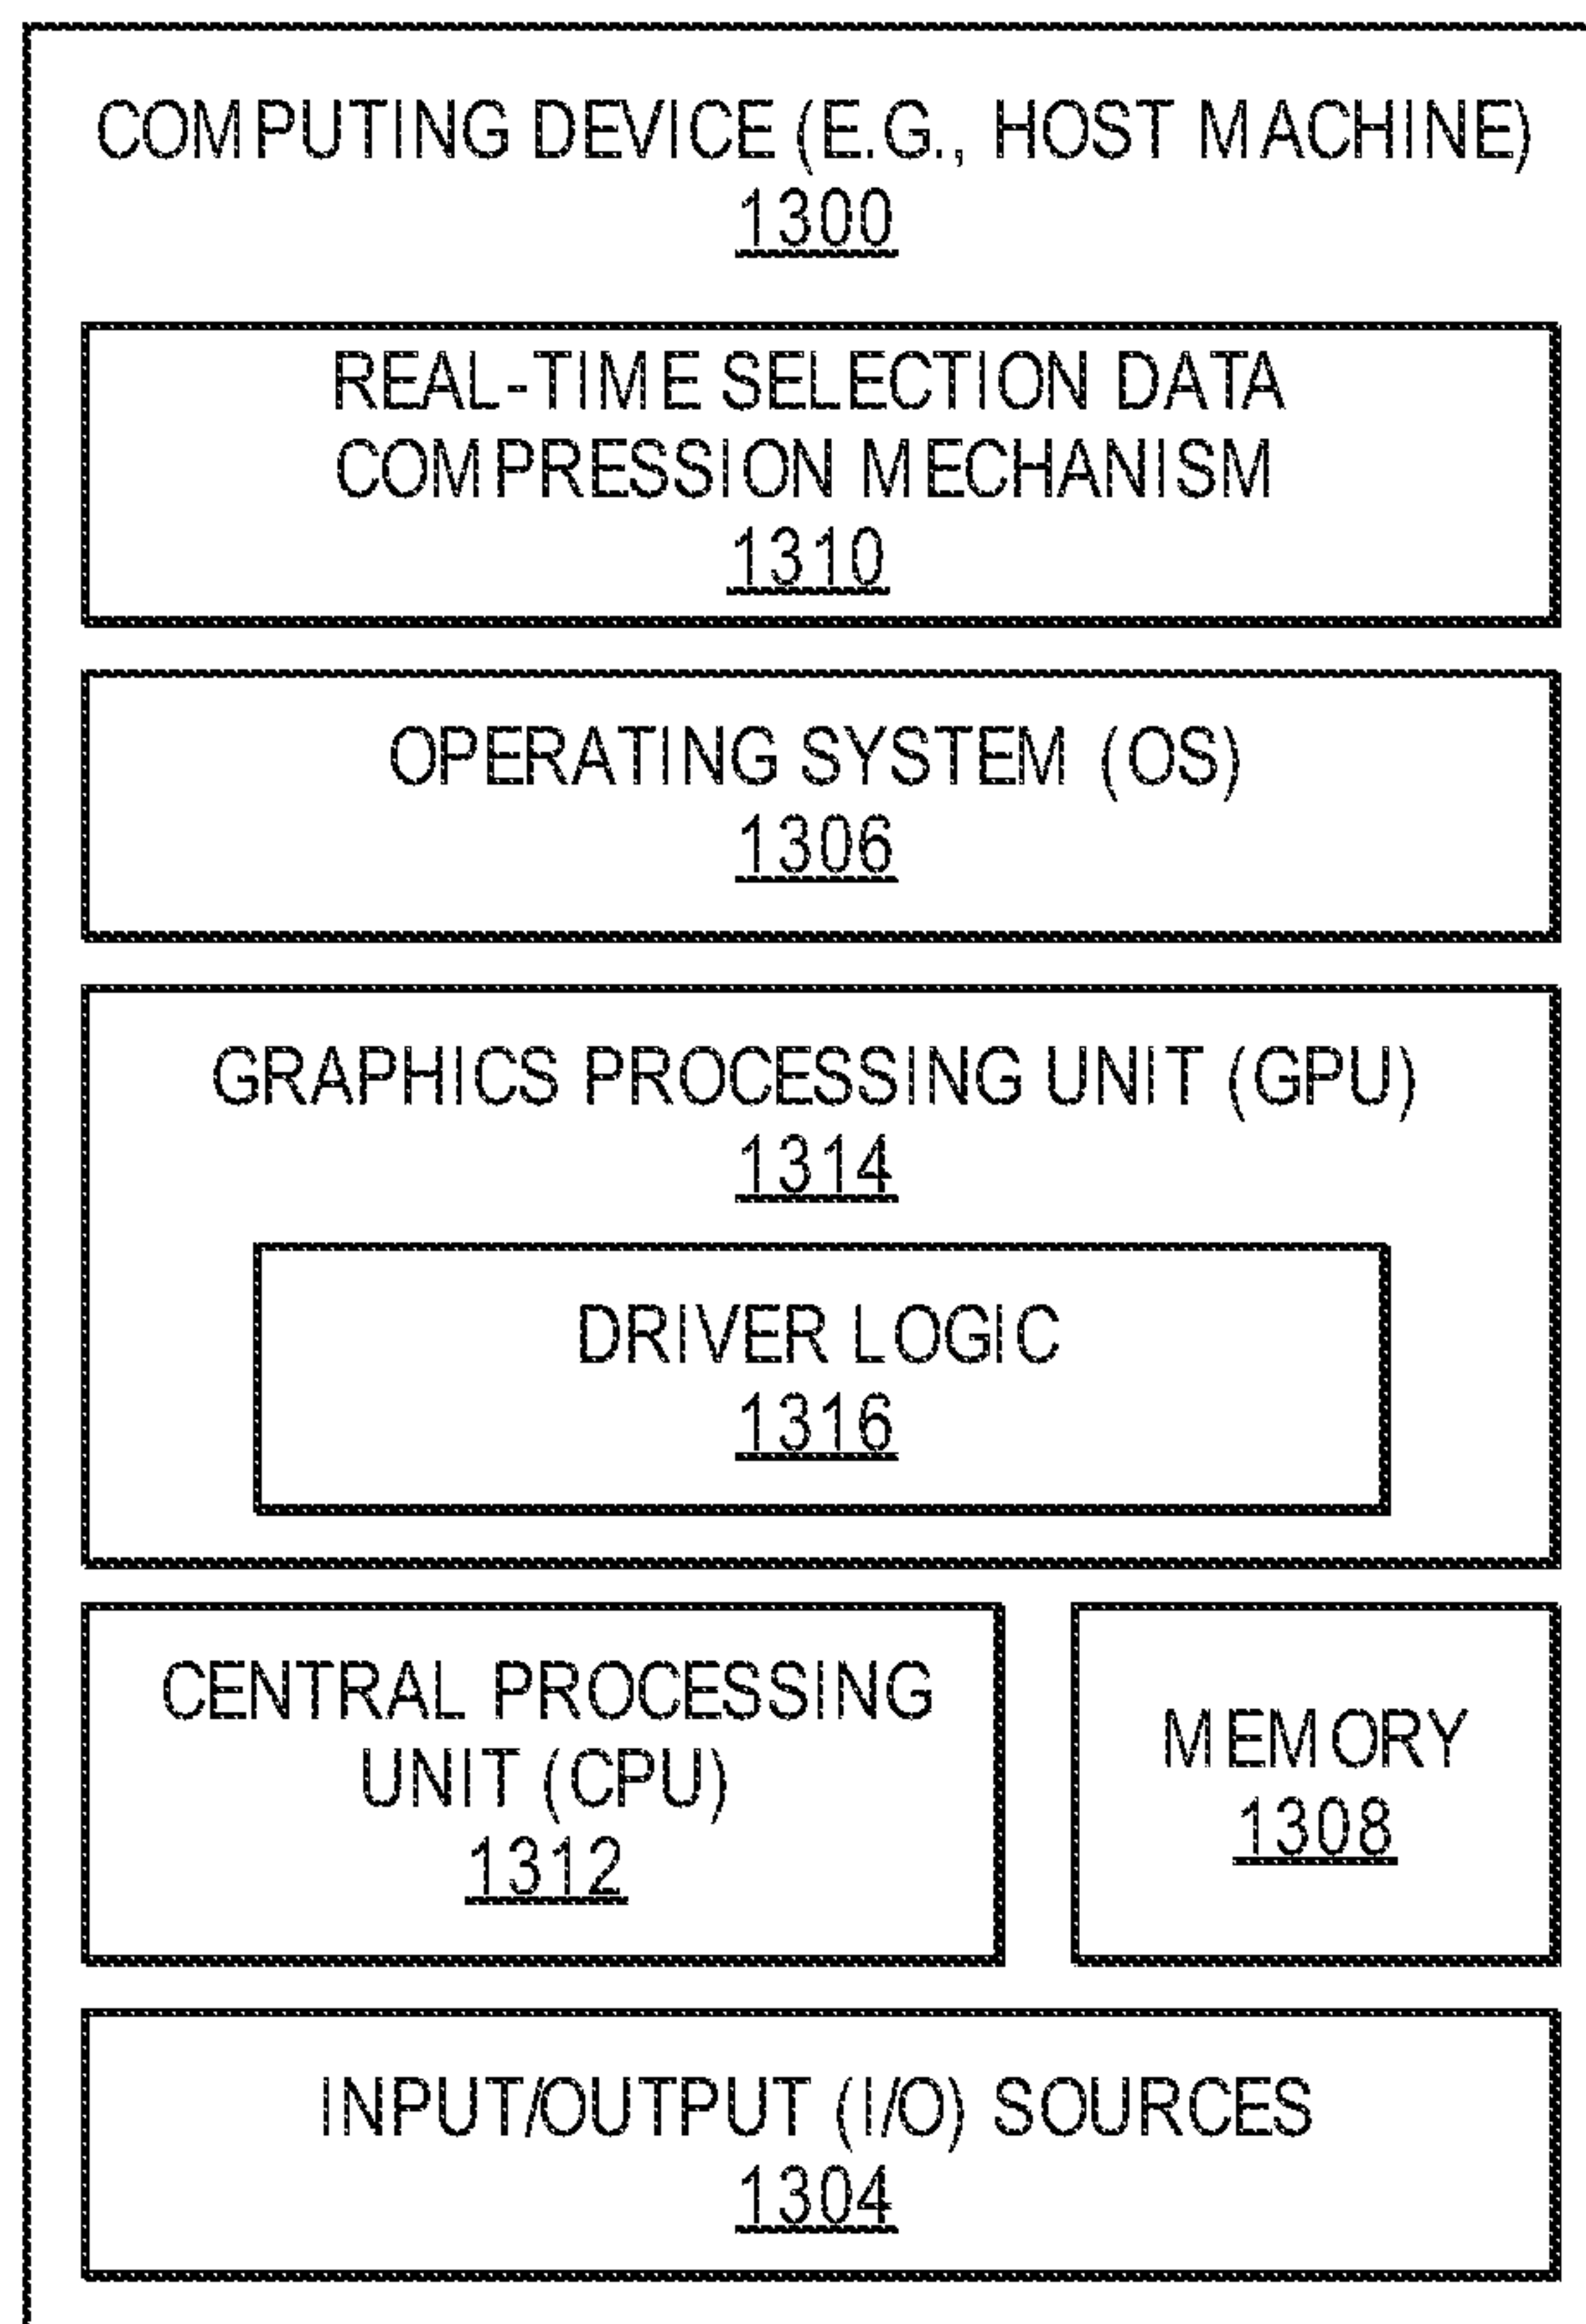 COMPUTING DEVICE (E.G., HOST MACHINE)
1300
REAL-TIME SELECTION DATA
COMPRESSION MECHANISM
1310
OPERATING SYSTEM (OS)
1306
GRAPHICS PROCESSING UNIT (GPU)
1314
DRIVER LOGIC
1316
CENTRAL PROCESSING
UNIT (CPU)
1312
MEMORY
1308
INPUT/OUTPUT (I/O) SOURCES
1304